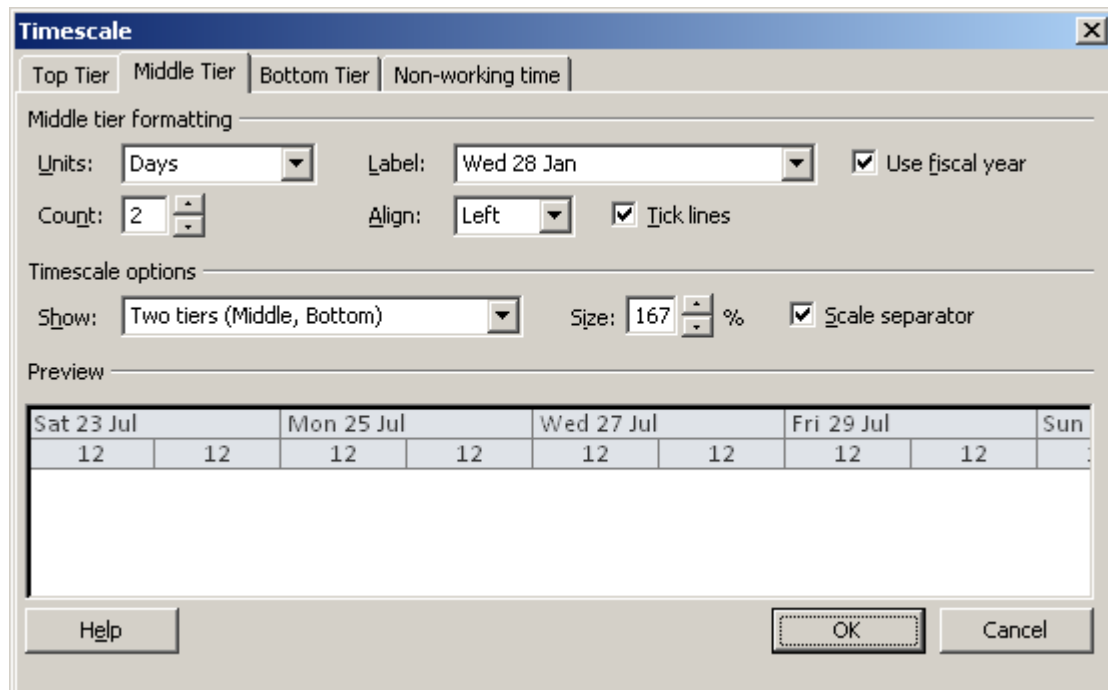 Timescale
Top Tier Middle Tier Bottom Tier Non-working time
Middle tier formatting
Units: Days Label: Wed 28 Jan Use fiscal year
Count: 2 Align: Left Tick lines
Timescale options
Show: Two tiers (Middle, Bottom) Size: 167 % Scale separator
Preview
Sat 23 Jul Mon 25 Jul Wed 27 Jul Fri 29 Jul Sun
12 12 12 12 12 12 12 12
Help OK Cancel